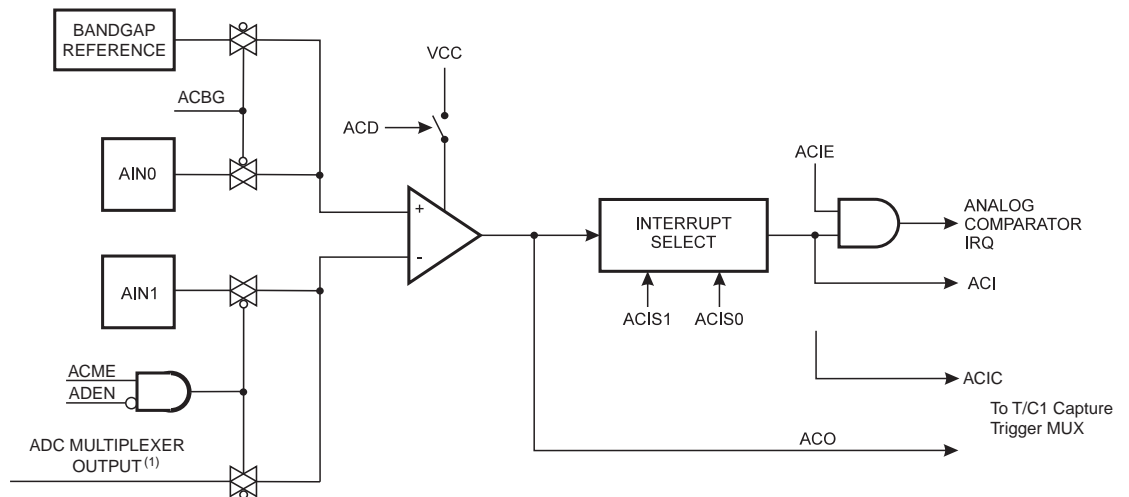 BANDGAP
REFERENCE
ACBG
AIN0
AIN1
ACME
ADEN
ADC MULTIPLEXER
OUTPUT (1)
VCC
ACD
+
-
INTERRUPT
SELECT
ACIS1 ACIS0
ACIE
ANALOG
COMPARATOR
IRQ
ACI
ACIC
To T/C1 Capture
Trigger MUX
ACO